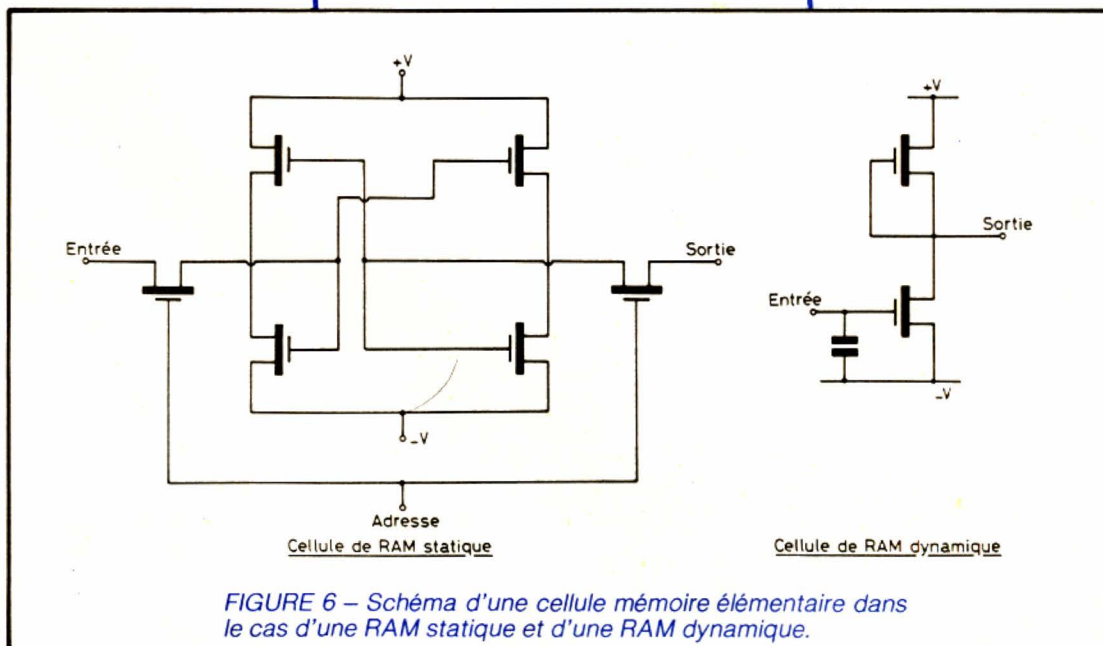 +V
Entrée
Sortie
-V
Adresse
Cellule de RAM statique
+V
Sortie
Entrée
-V
Cellule de RAM dynamique
FIGURE 6 – Schéma d'une cellule mémoire élémentaire dans
le cas d'une RAM statique et d'une RAM dynamique.